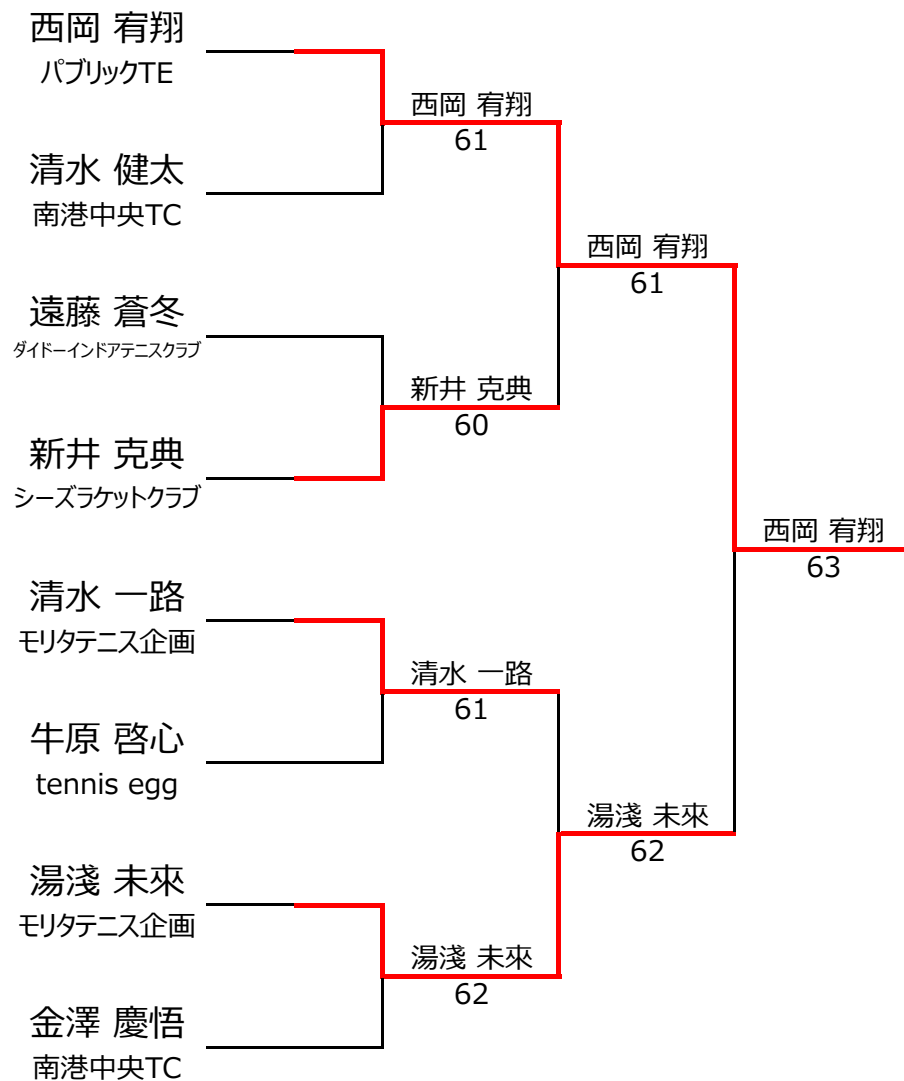 西岡 宥翔
パブリックTE
清水 健太
南港中央TC
遠藤 蒼冬
ダイドーインドアテニスクラブ
新井 克典
シーズラケットクラブ
清水 一路
モリタテニス企画
牛原 啓心
tennis egg
湯淺 未來
モリタテニス企画
金澤 慶悟
南港中央TC
西岡 宥翔
61
新井 克典
60
清水 一路
61
湯淺 未來
62
西岡 宥翔
61
湯淺 未來
62
西岡 宥翔
63